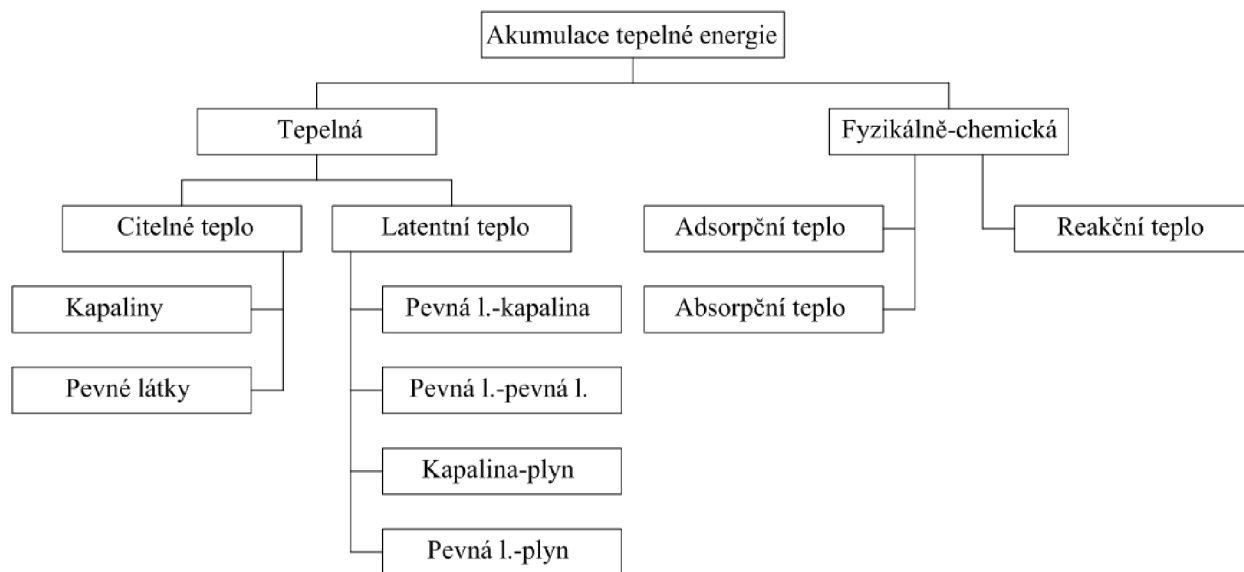 Akumulace tepelné energie
Tepelná
Fyzikálně-chemická
Citelné teplo
Latentní teplo
Adsorpční teplo
Reakční teplo
Kapaliny
Pevná l.-kapalina
Absorpční teplo
Pevné látky
Pevná l.-pevná l.
Kapalina-plyn
Pevná l.-plyn